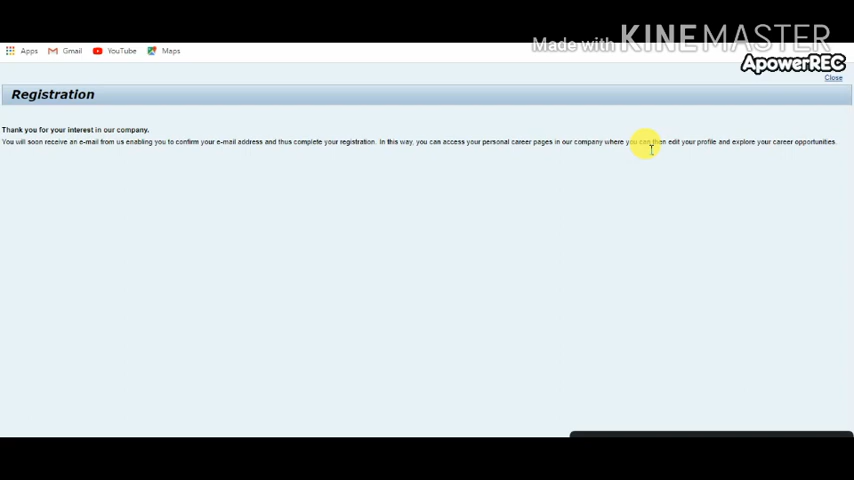 Made with KINEMASTER
Apps Gmail YouTube Maps
ApowerREC
Close
Registration
Thank you for your interest in our company.
You will soon receive an e-mail from us enabling you to confirm your e-mail address and thus complete your registration. In this way, you can access your personal career pages in our company where you can then edit your profile and explore your career opportunities.